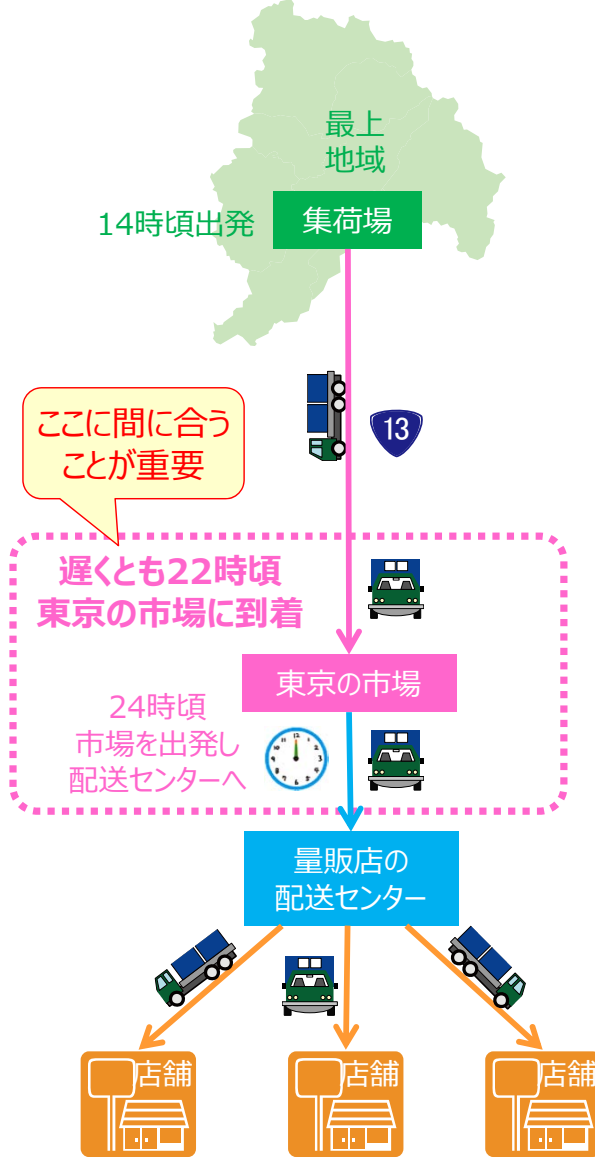 最上
地域
14時頃出発
集荷場
13
ここに間に合う
ことが重要
遅くとも22時頃
東京の市場に到着
東京の市場
24時頃
市場を出発し
配送センターへ
量販店の
配送センター
店舗
店舗
店舗